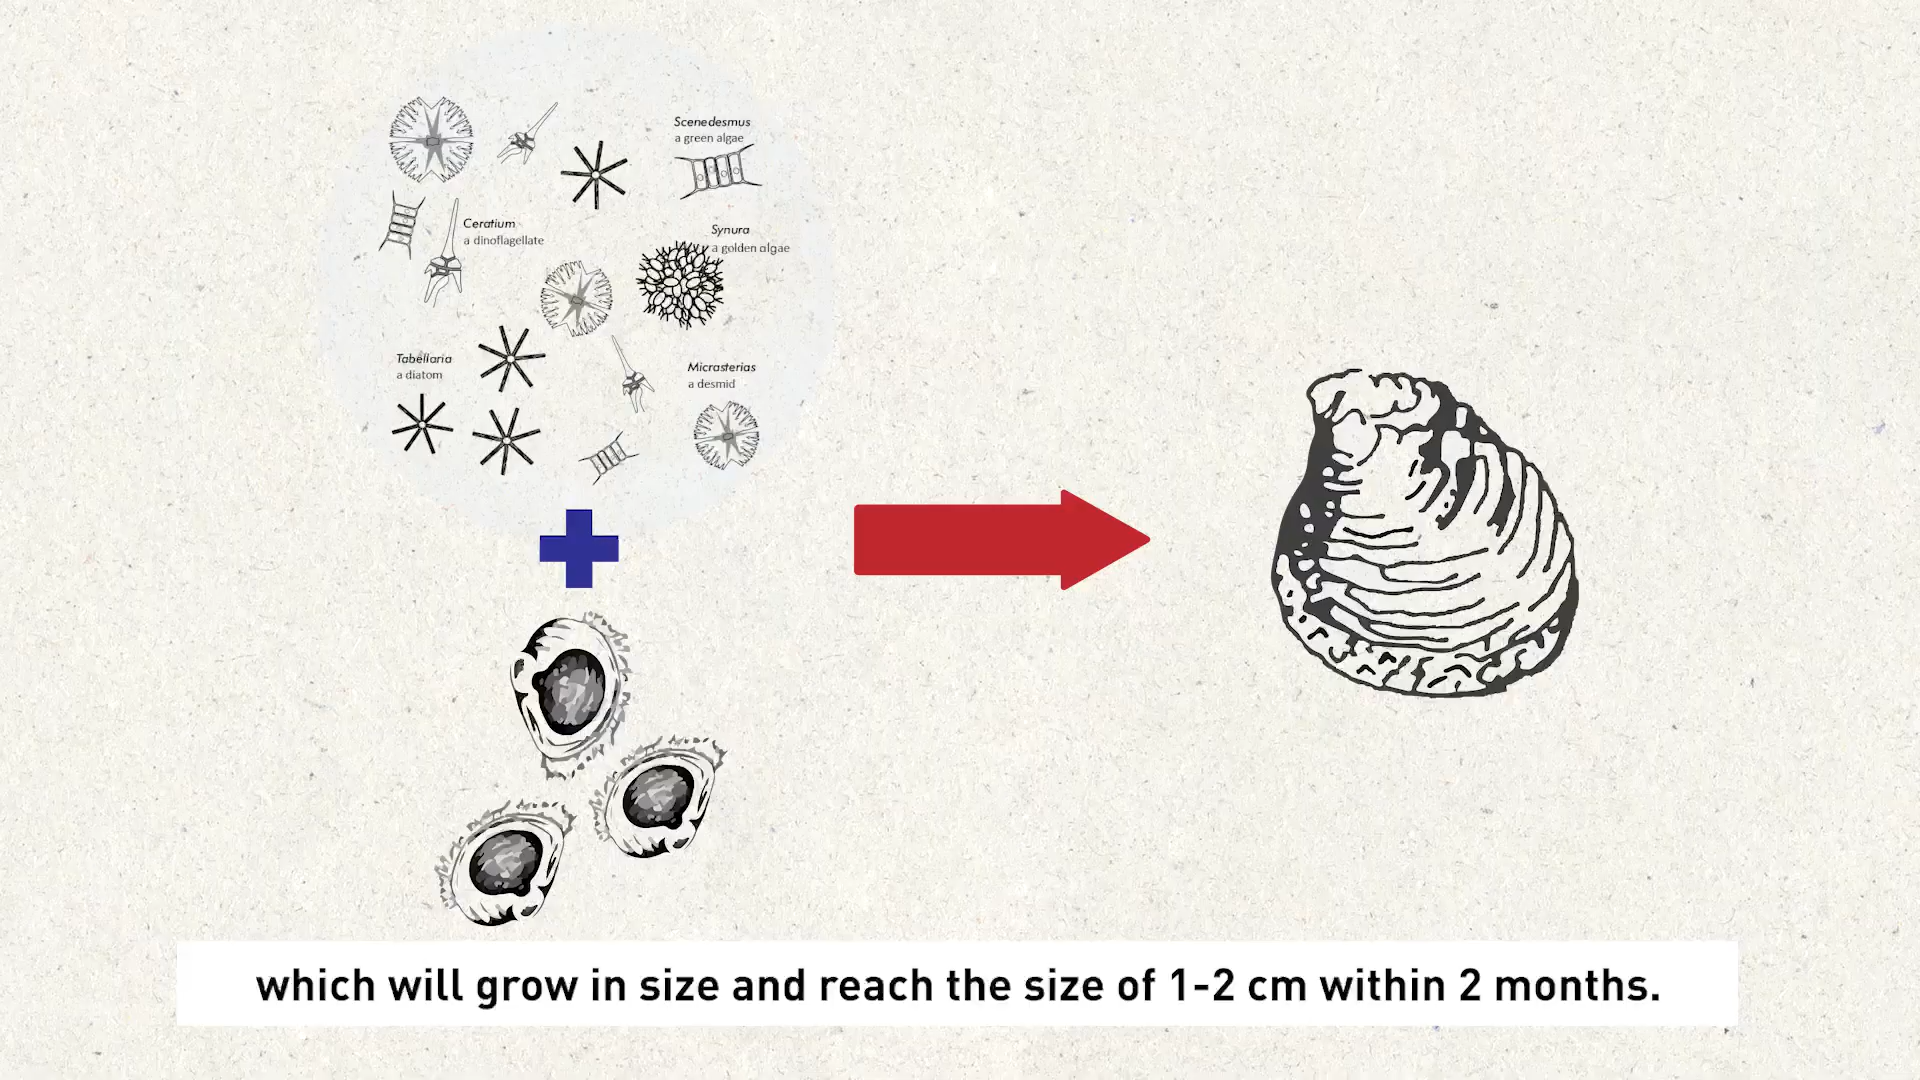 Scenedesmus
a green algae
Ceratium
a dinoflagellate
Synura
a golden algae
Tabellaria
a diatom
Micrasterias
a desmid
which will grow in size and reach the size of 1-2 cm within 2 months.